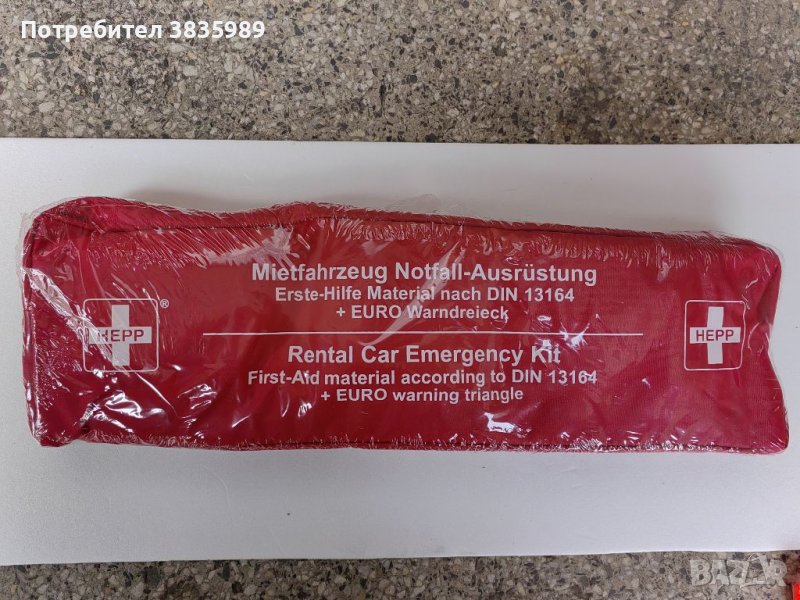 Потребител 3835989
Mietfahrzeug Notfall-Ausrüstung
Erste-Hilfe Material nach DIN 13164
+ EURO Warndreieck
HEPP
®
HEPP
Rental Car Emergency Kit
First-Aid material according to DIN 13164
+ EURO warning triangle
BAZAR